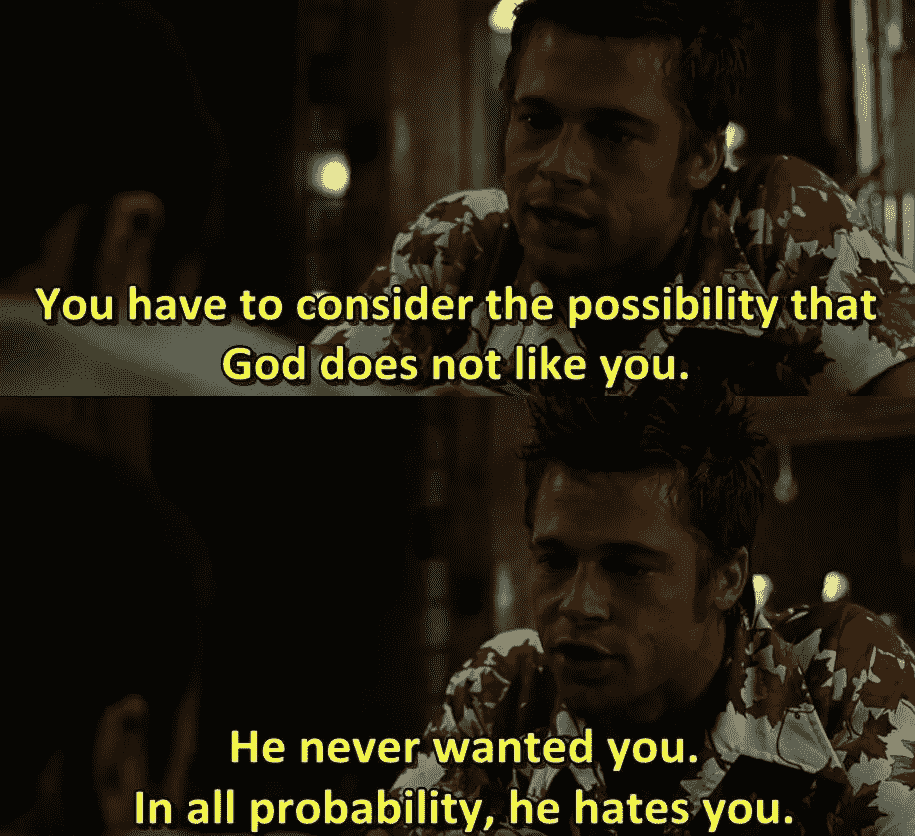 You have to consider the possibility that
God does not like you.
He never wanted you.
In all probability, he hates you.